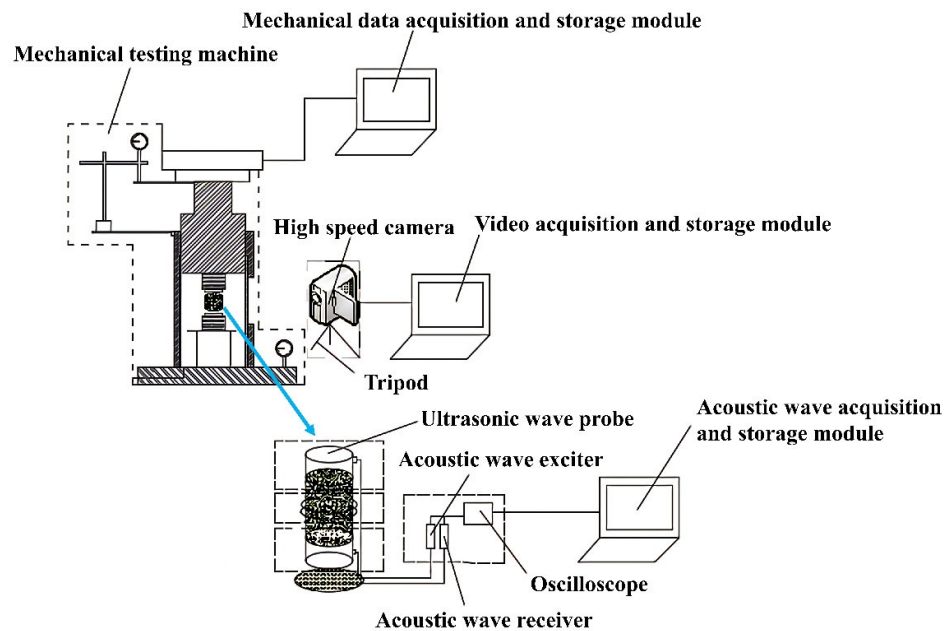 Mechanical data acquisition and storage module
Mechanical testing machine
High speed camera
Video acquisition and storage module
Tripod
Ultrasonic wave probe
Acoustic wave acquisition
and storage module
Acoustic wave exciter
Oscilloscope
Acoustic wave receiver